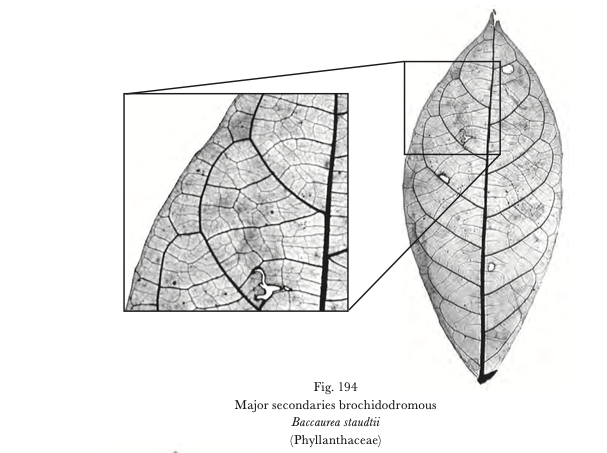 Fig. 194
Major secondaries brochidodromous
Baccaurea staudtii
(Phyllanthaceae)